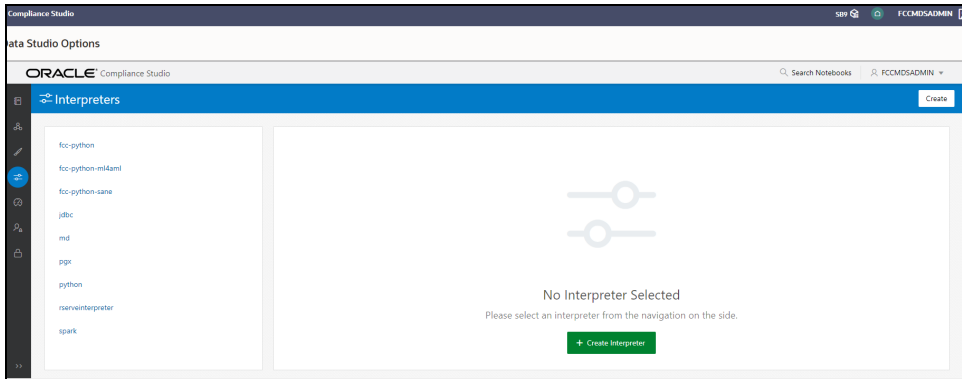 Compliance Studio
SB9
FCCMDSADMIN
ata Studio Options
ORACLE® Compliance Studio
Search Notebooks
FCCMDSADMIN
Interpreters
Create
fcc-python
fcc-python-ml4aml
fcc-python-sane
jdbc
md
pgx
python
rserveinterpreter
spark
No Interpreter Selected
Please select an interpreter from the navigation on the side.
+ Create Interpreter
>>